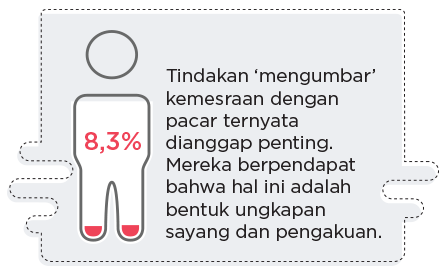 8,3%
Tindakan ‘mengumbar’
kemesraan dengan
pacar ternyata
dianggap penting.
Mereka berpendapat
bahwa hal ini adalah
bentuk ungkapan
sayang dan pengakuan.